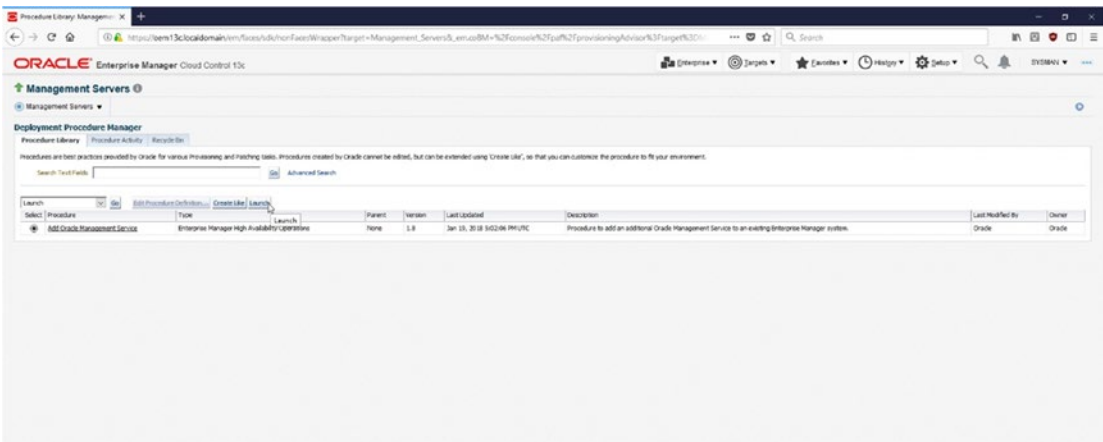 Procedure Library: Management
https://oem13c.localdomain/em/faces/sdk/nonFacesWrapper?target=Management_Servers&_em.coBM=%2Fconsole%2Fpaf%2FprovisioningAdvisor%3Ftarget%3D
Search
ORACLE Enterprise Manager Cloud Control 13c
Enterprise Targets Favorites History Setup SYSMAN
Management Servers
Management Servers
Deployment Procedure Manager
Procedure Library Procedure Activity Recycle Bin
Procedures are best practices provided by Oracle for various Provisioning and Patching tasks. Procedures created by Oracle cannot be edited, but can be extended using 'Create Like', so that you can customize the procedure to fit your environment.
Search Text Fields Go Advanced Search
Launch Go Edit Procedure Definition... Create Like Launch
Launch
Select Procedure Type Parent Version Last Updated Description Last Modified By Owner
Add Oracle Management Service Enterprise Manager High Availability Operations None 1.8 Jan 19, 2018 5:02:06 PM UTC Procedure to add an additional Oracle Management Service to an existing Enterprise Manager system. Oracle Oracle